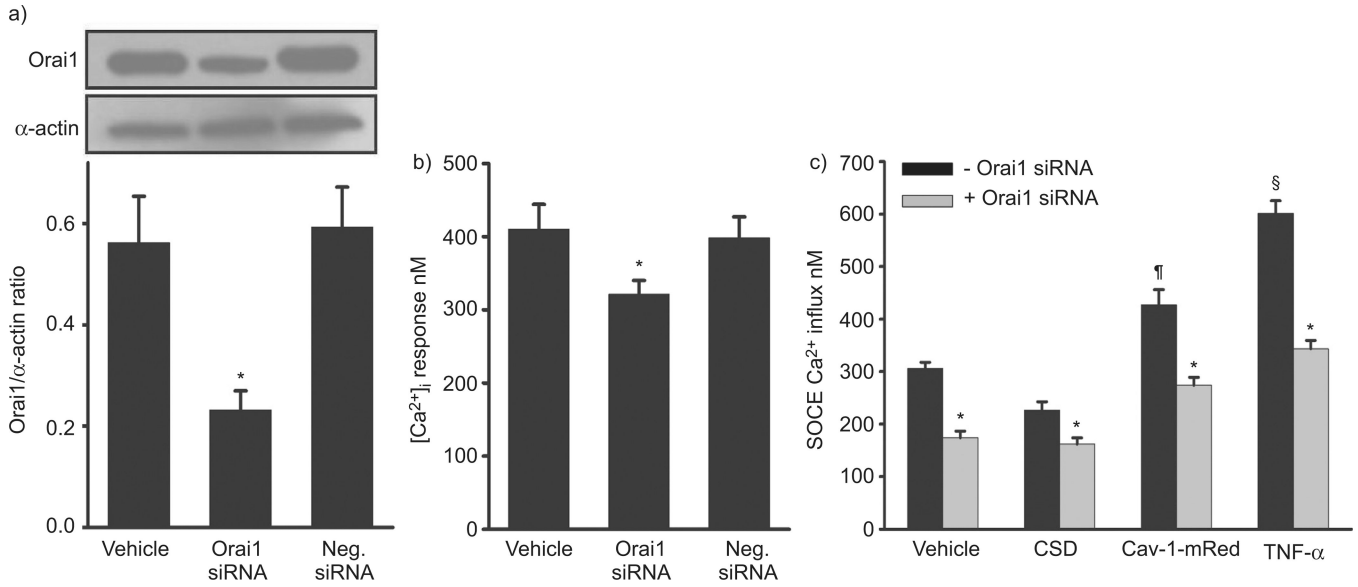 a)
Orai1
α-actin
Orai1/α-actin ratio
0.6
0.4
0.2
0.0
*
Vehicle
Orai1
siRNA
Neg.
siRNA
b)
[Ca²⁺]ᵢ response nM
500
400
300
200
100
0
*
Vehicle
Orai1
siRNA
Neg.
siRNA
c)
SOCE Ca²⁺ influx nM
700
600
500
400
300
200
100
0
- Orai1 siRNA
+ Orai1 siRNA
*
*
¶
*
§
*
Vehicle
CSD
Cav-1-mRed
TNF-α